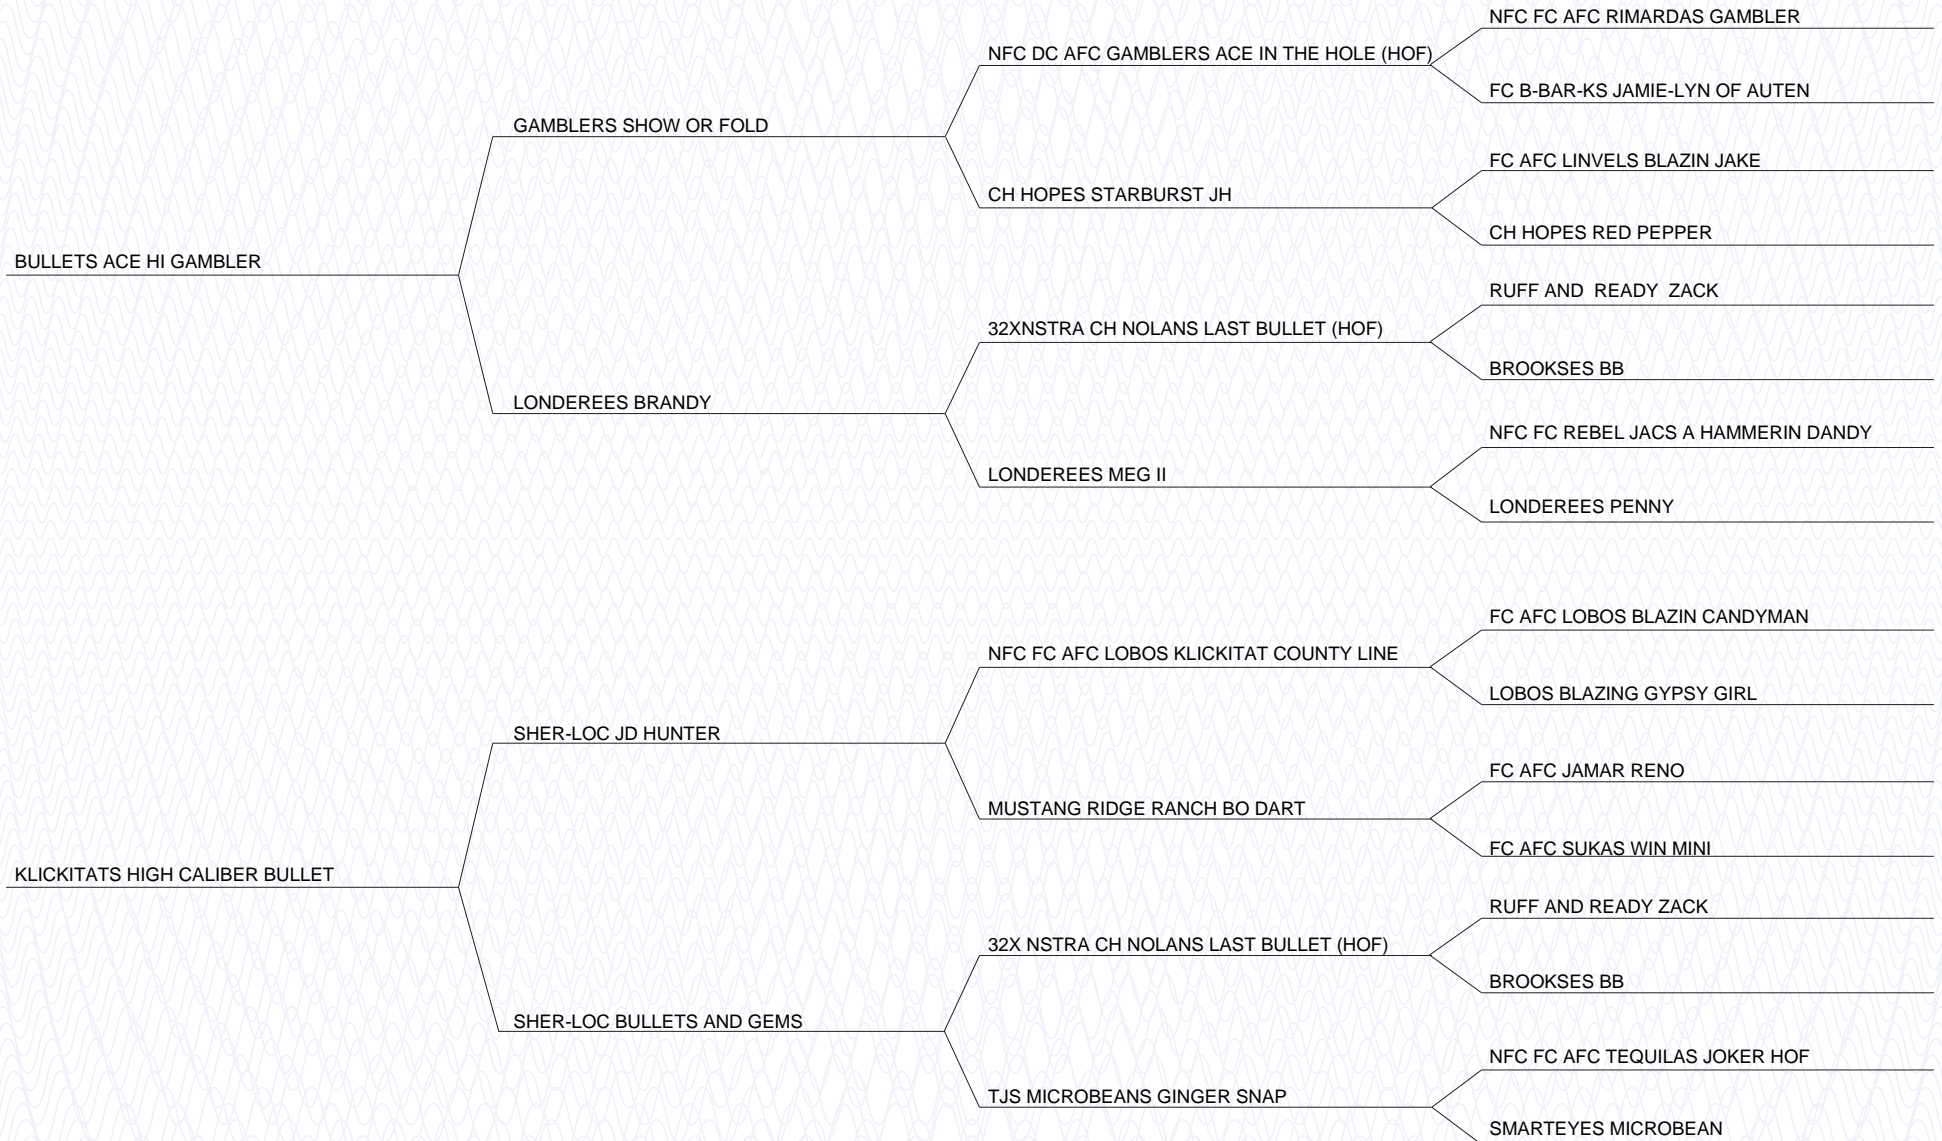 NFC FC AFC RIMARDAS GAMBLER
NFC DC AFC GAMBLERS ACE IN THE HOLE (HOF)
FC B-BAR-KS JAMIE-LYN OF AUTEN
GAMBLERS SHOW OR FOLD
FC AFC LINVELS BLAZIN JAKE
CH HOPES STARBURST JH
CH HOPES RED PEPPER
BULLETS ACE HI GAMBLER
RUFF AND  READY  ZACK
32XNSTRA CH NOLANS LAST BULLET (HOF)
BROOKSES BB
LONDEREES BRANDY
NFC FC REBEL JACS A HAMMERIN DANDY
LONDEREES MEG II
LONDEREES PENNY
FC AFC LOBOS BLAZIN CANDYMAN
NFC FC AFC LOBOS KLICKITAT COUNTY LINE
LOBOS BLAZING GYPSY GIRL
SHER-LOC JD HUNTER
FC AFC JAMAR RENO
MUSTANG RIDGE RANCH BO DART
FC AFC SUKAS WIN MINI
KLICKITATS HIGH CALIBER BULLET
RUFF AND READY ZACK
32X NSTRA CH NOLANS LAST BULLET (HOF)
BROOKSES BB
SHER-LOC BULLETS AND GEMS
NFC FC AFC TEQUILAS JOKER HOF
TJS MICROBEANS GINGER SNAP
SMARTEYES MICROBEAN